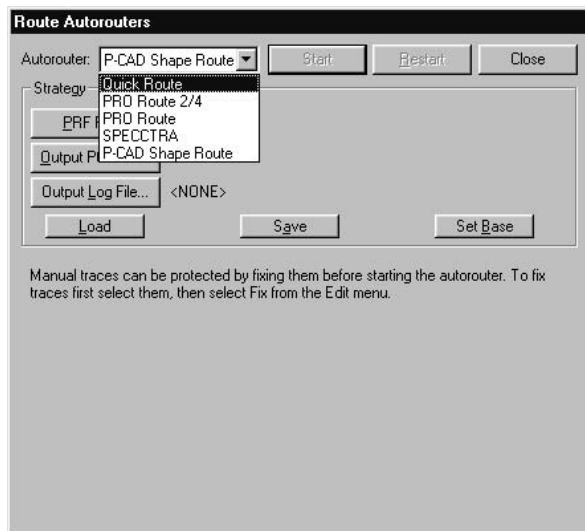 Route Autorouters
Autorouter: P-CAD Shape Route Start Restart Close
Quick Route
PRO Route 2/4
PRO Route
SPECCTRA
P-CAD Shape Route
Strategy
PRF
Output
Output Log File... <NONE>
Load Save Set Base
Manual traces can be protected by fixing them before starting the autorouter. To fix
traces first select them, then select Fix from the Edit menu.